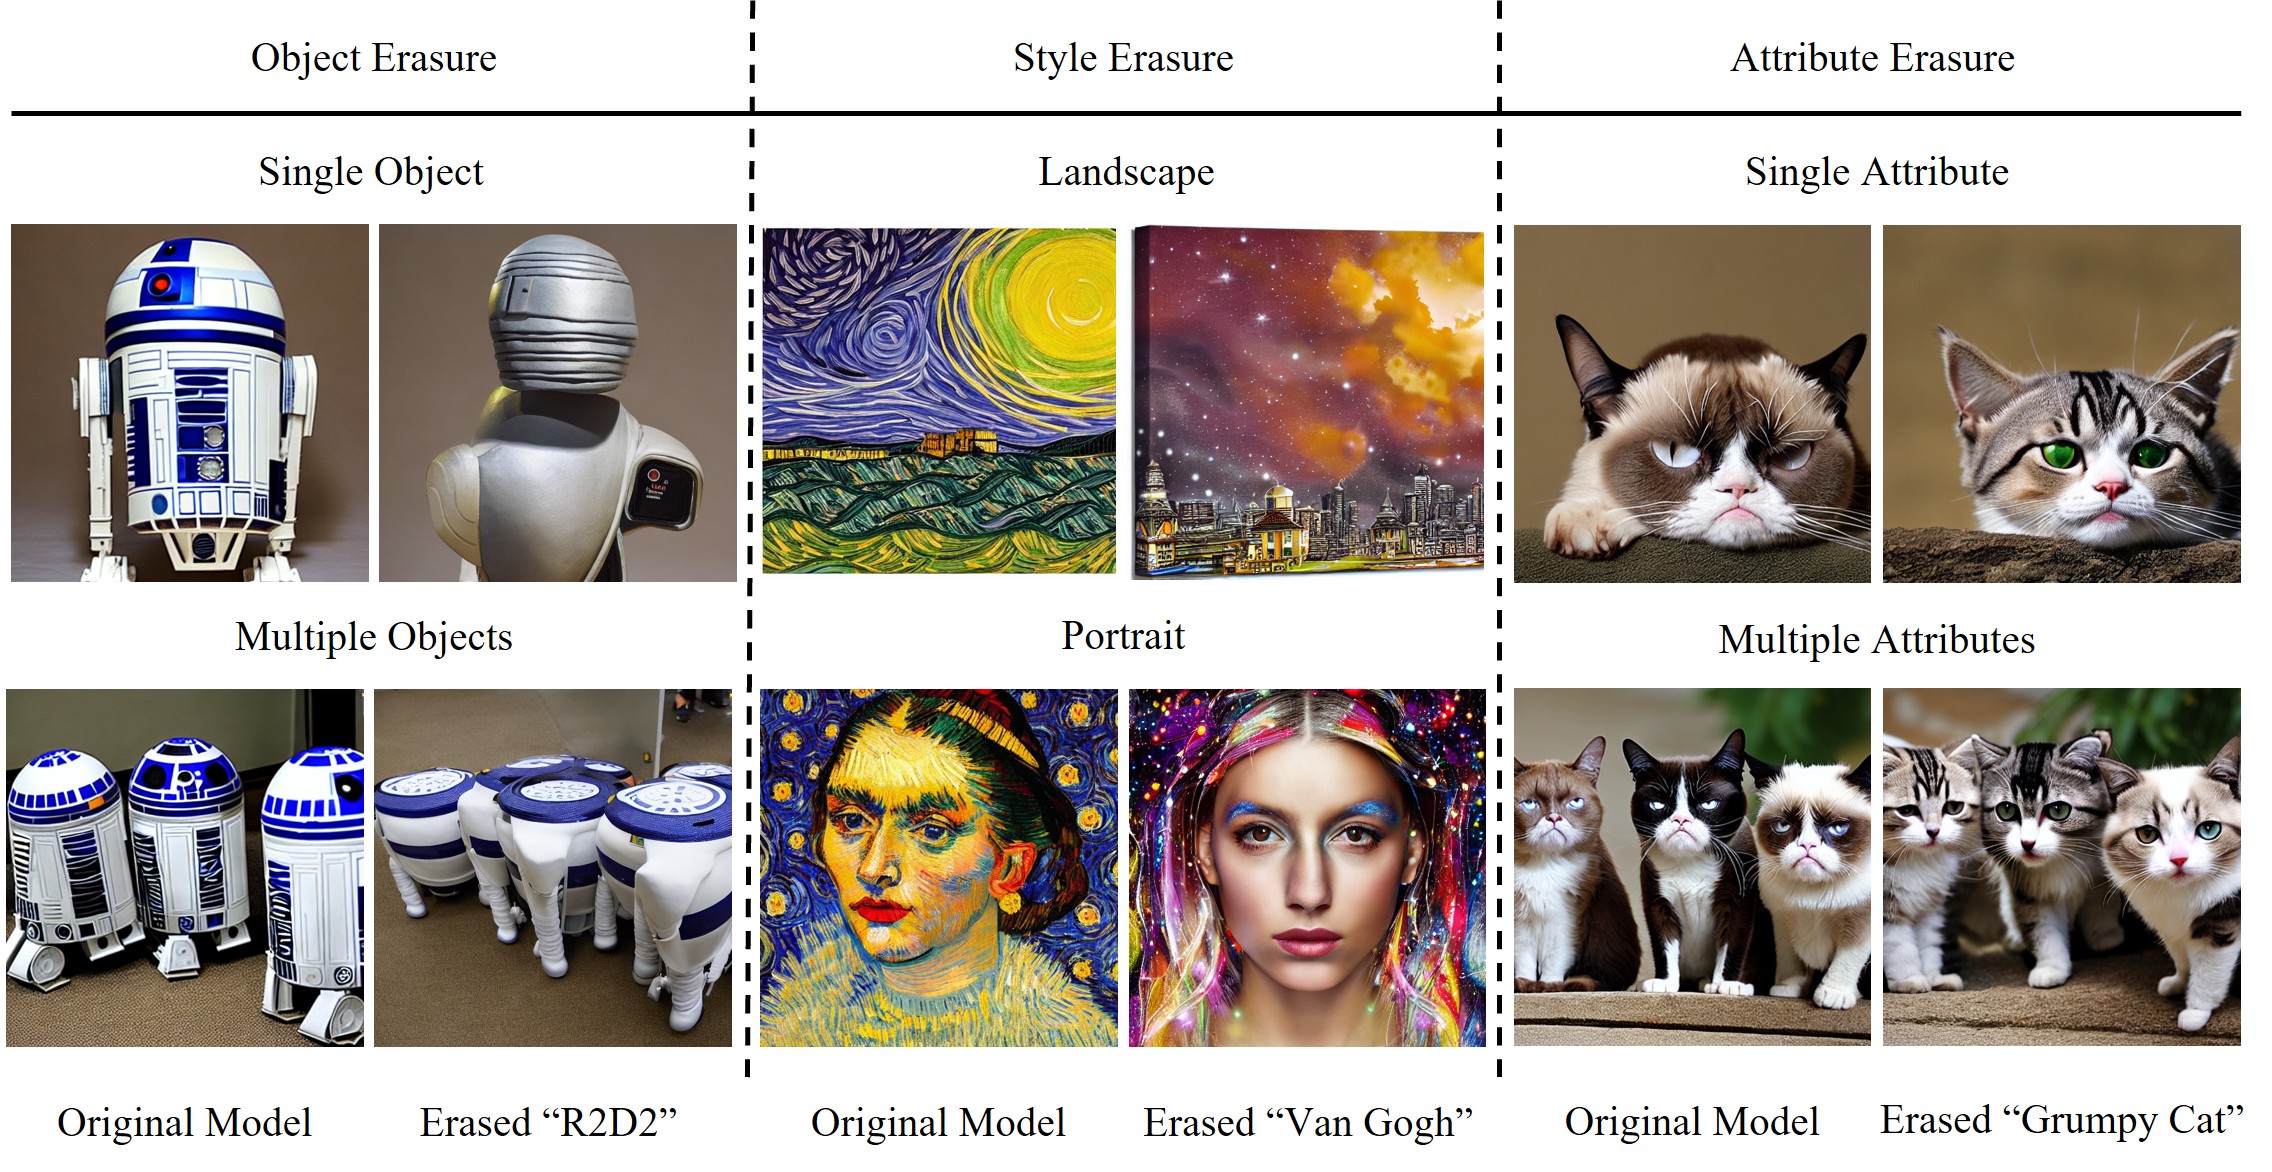 Object Erasure
Style Erasure
Attribute Erasure
Single Object
Landscape
Single Attribute
Multiple Objects
Portrait
Multiple Attributes
Original Model
Erased “R2D2”
Original Model
Erased “Van Gogh”
Original Model
Erased “Grumpy Cat”